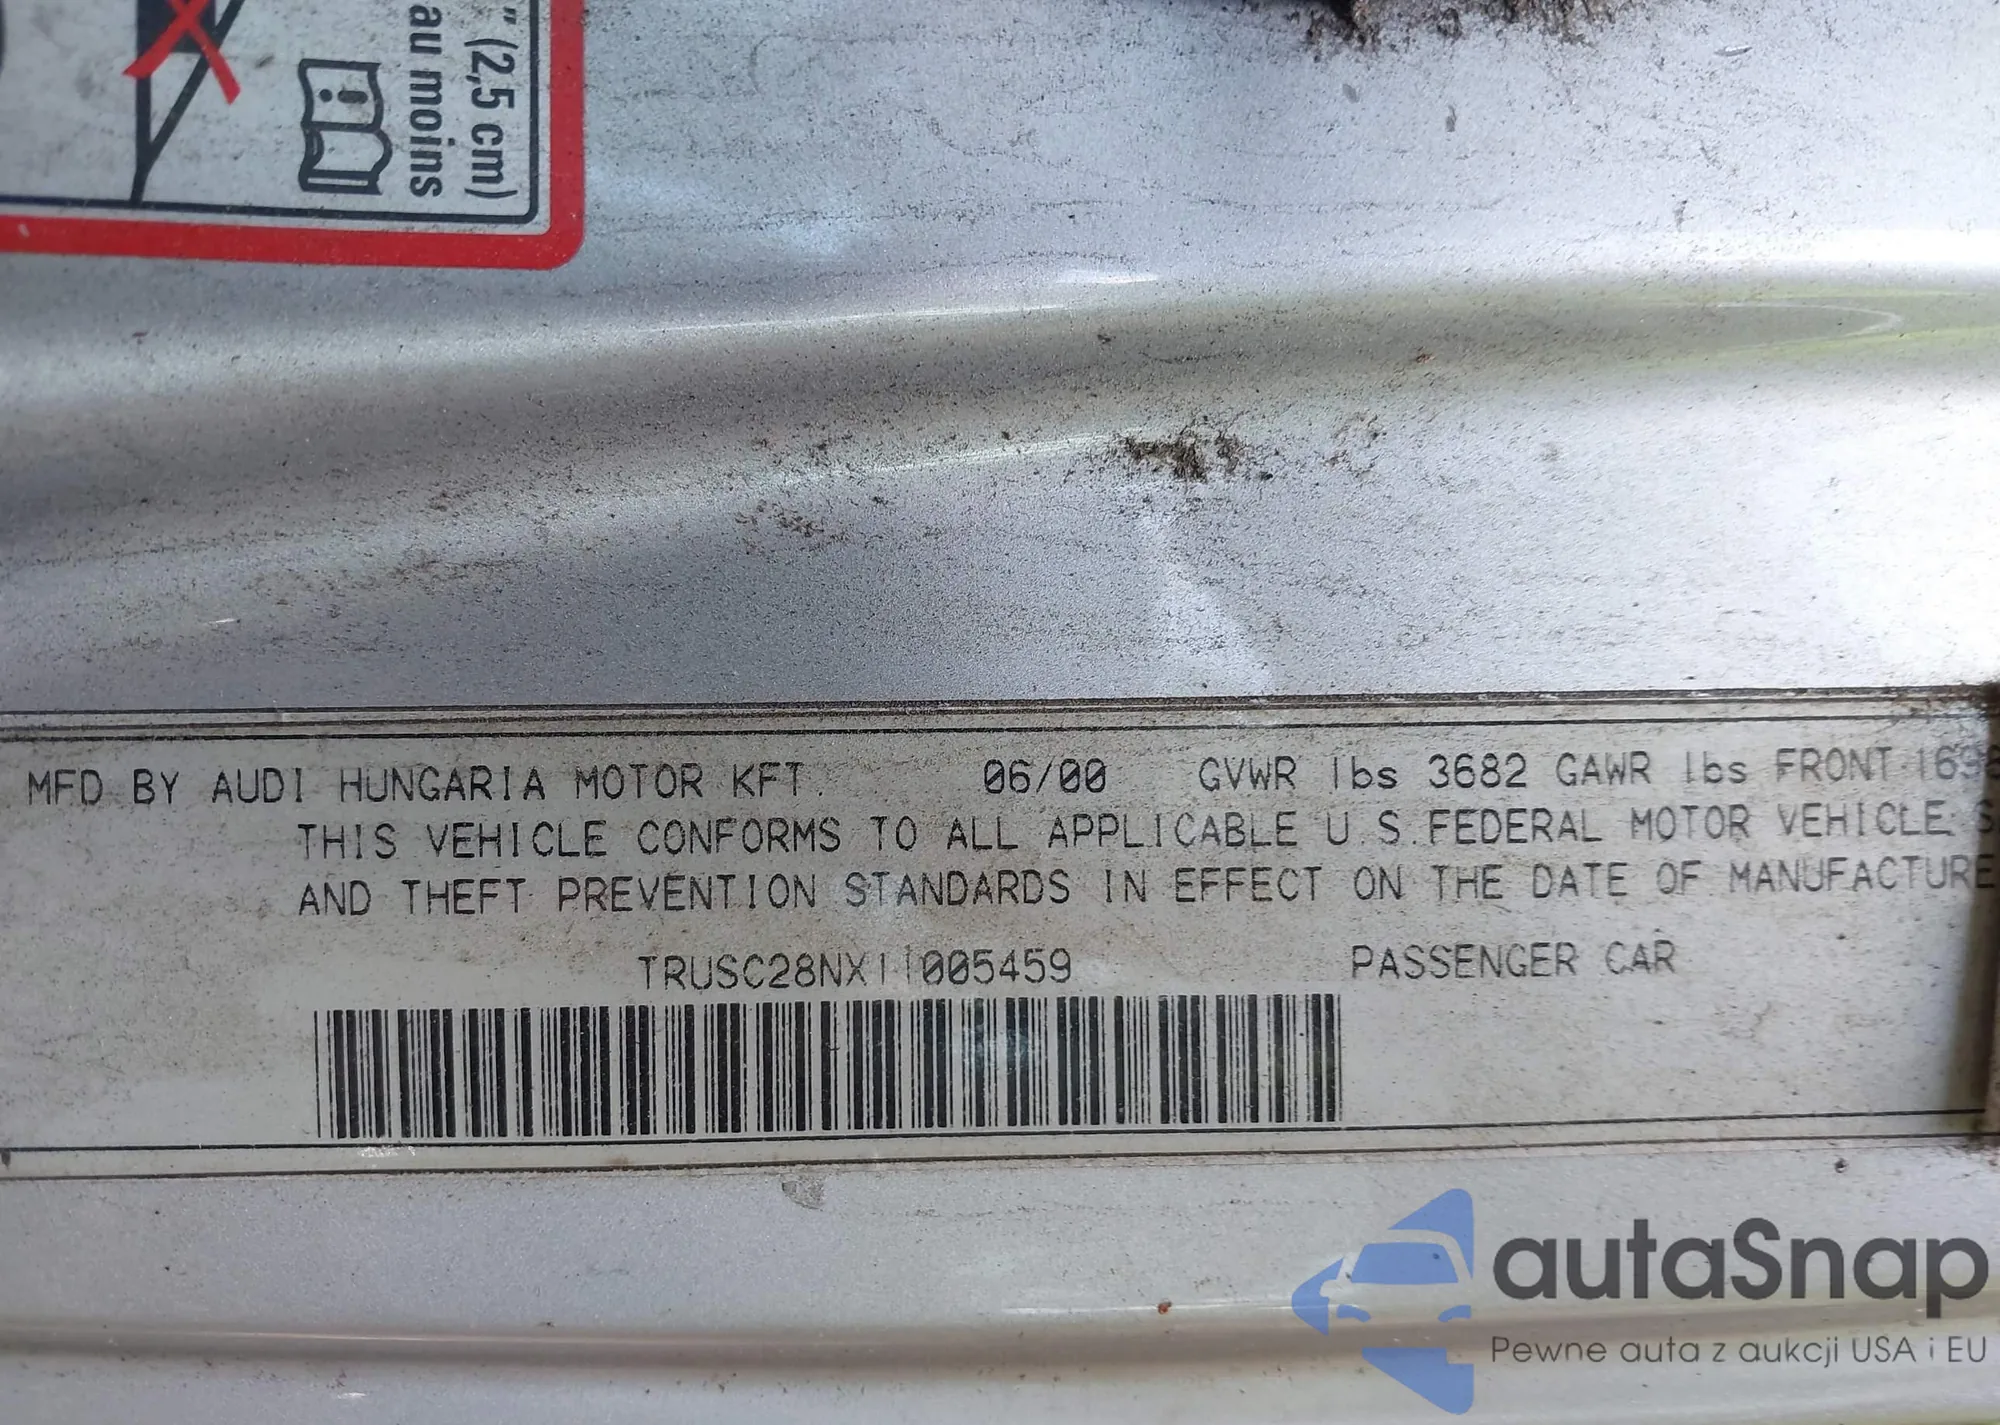 " (2,5 cm)
au moins
MFD BY AUDI HUNGARIA MOTOR KFT. 06/00 GVWR lbs 3682 GAWR lbs FRONT 1698
THIS VEHICLE CONFORMS TO ALL APPLICABLE U.S.FEDERAL MOTOR VEHICLE S
AND THEFT PREVENTION STANDARDS IN EFFECT ON THE DATE OF MANUFACTURE
TRUSC28NX11005459 PASSENGER CAR
autaSnap
Pewne auta z aukcji USA i EU